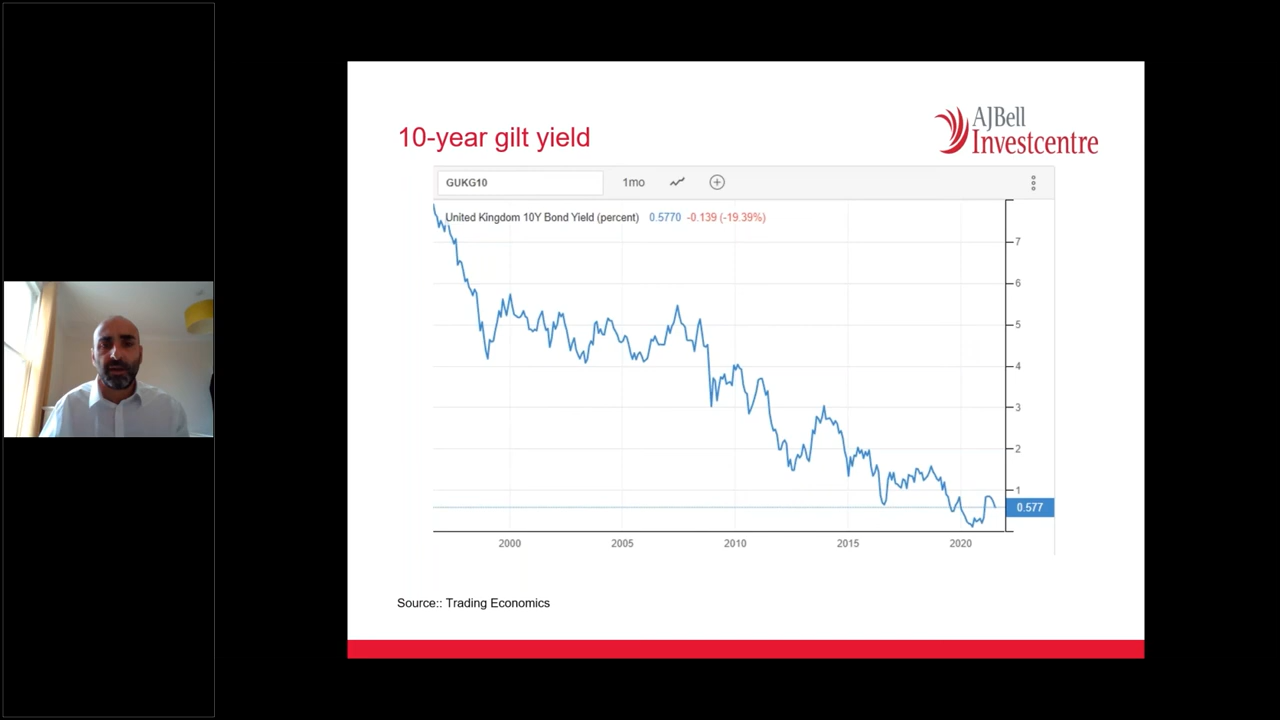 10-year gilt yield
AJBell
Investcentre
GUKG10 1mo
United Kingdom 10Y Bond Yield (percent) 0.5770 -0.139 (-19.39%)
7
6
5
4
3
2
1
0.577
2000 2005 2010 2015 2020
Source:: Trading Economics